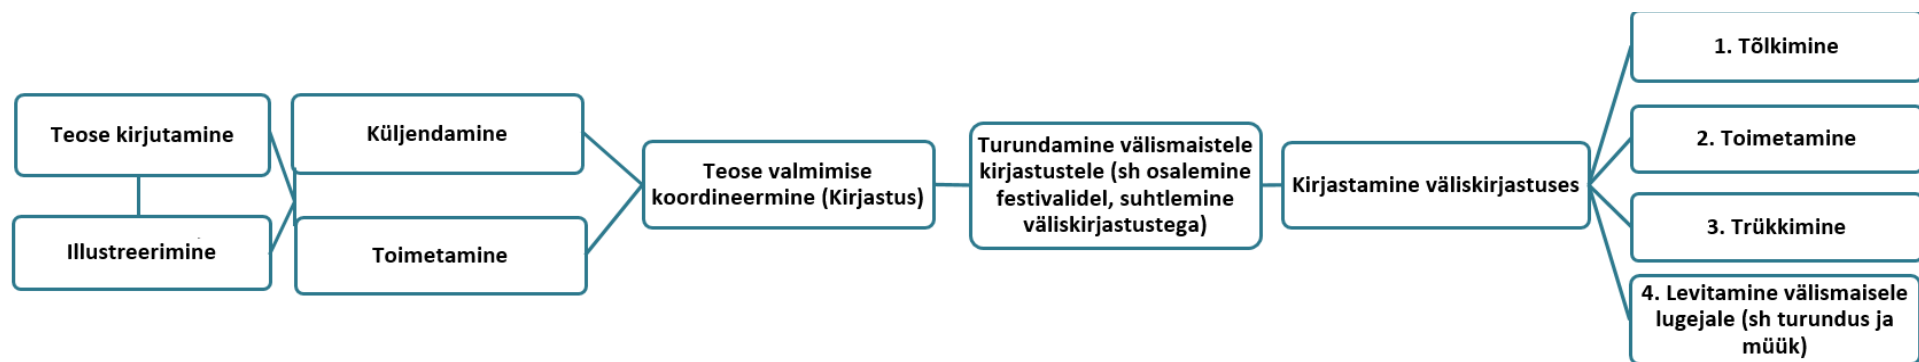 Teose kirjutamine
Illustreerimine
Küljendamine
Toimetamine
Teose valmimise
koordineermine (Kirjastus)
Turundamine välismaistele
kirjastustele (sh osalemine
festivalidel, suhtlemine
väliskirjastustega)
Kirjastamine väliskirjastuses
1. Tõlkimine
2. Toimetamine
3. Trükkimine
4. Levitamine välismaisele
lugejale (sh turundus ja
müük)